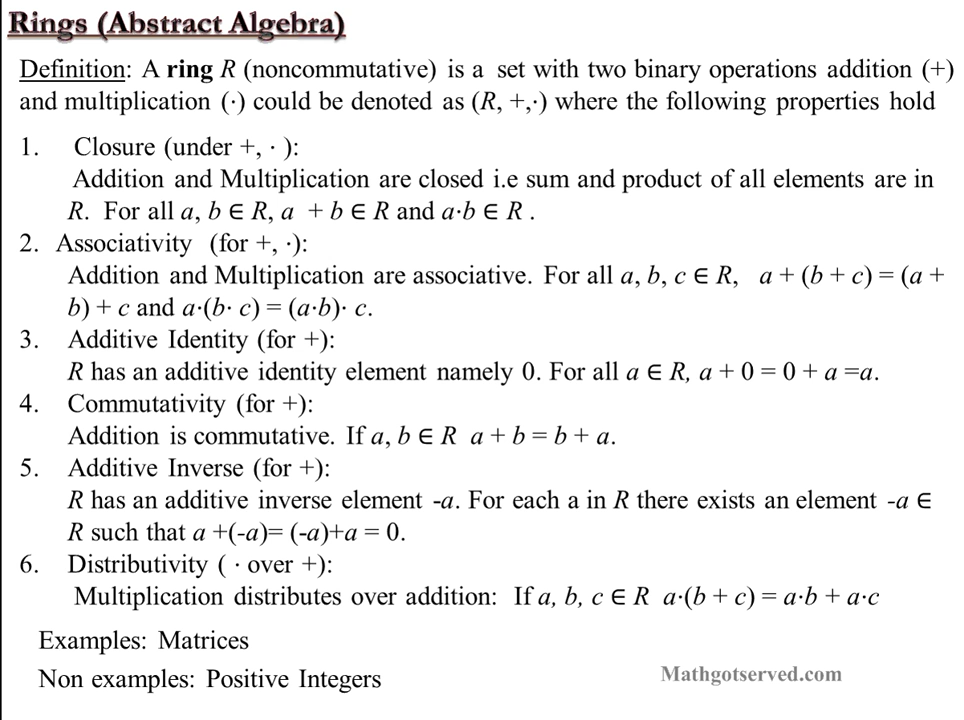 Rings (Abstract Algebra)
Definition: A ring R (noncommutative) is a set with two binary operations addition (+)
and multiplication (·) could be denoted as (R, +,·) where the following properties hold
1. Closure (under +, · ):
Addition and Multiplication are closed i.e sum and product of all elements are in
R. For all a, b ∈ R, a + b ∈ R and a·b ∈ R .
2. Associativity (for +, ·):
Addition and Multiplication are associative. For all a, b, c ∈ R, a + (b + c) = (a +
b) + c and a·(b· c) = (a·b)· c.
3. Additive Identity (for +):
R has an additive identity element namely 0. For all a ∈ R, a + 0 = 0 + a =a.
4. Commutativity (for +):
Addition is commutative. If a, b ∈ R a + b = b + a.
5. Additive Inverse (for +):
R has an additive inverse element -a. For each a in R there exists an element -a ∈
R such that a +(-a)= (-a)+a = 0.
6. Distributivity ( · over +):
Multiplication distributes over addition: If a, b, c ∈ R a·(b + c) = a·b + a·c
Examples: Matrices
Non examples: Positive Integers
Mathgotserved.com